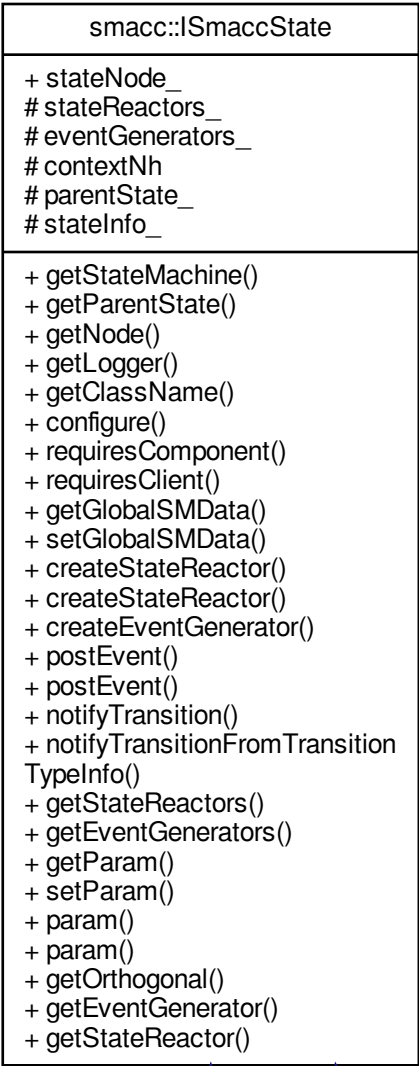 smacc::ISmaccState
+ stateNode_
# stateReactors_
# eventGenerators_
# contextNh
# parentState_
# stateInfo_
+ getStateMachine()
+ getParentState()
+ getNode()
+ getLogger()
+ getClassName()
+ configure()
+ requiresComponent()
+ requiresClient()
+ getGlobalSMData()
+ setGlobalSMData()
+ createStateReactor()
+ createStateReactor()
+ createEventGenerator()
+ postEvent()
+ postEvent()
+ notifyTransition()
+ notifyTransitionFromTransition
TypeInfo()
+ getStateReactors()
+ getEventGenerators()
+ getParam()
+ setParam()
+ param()
+ param()
+ getOrthogonal()
+ getEventGenerator()
+ getStateReactor()